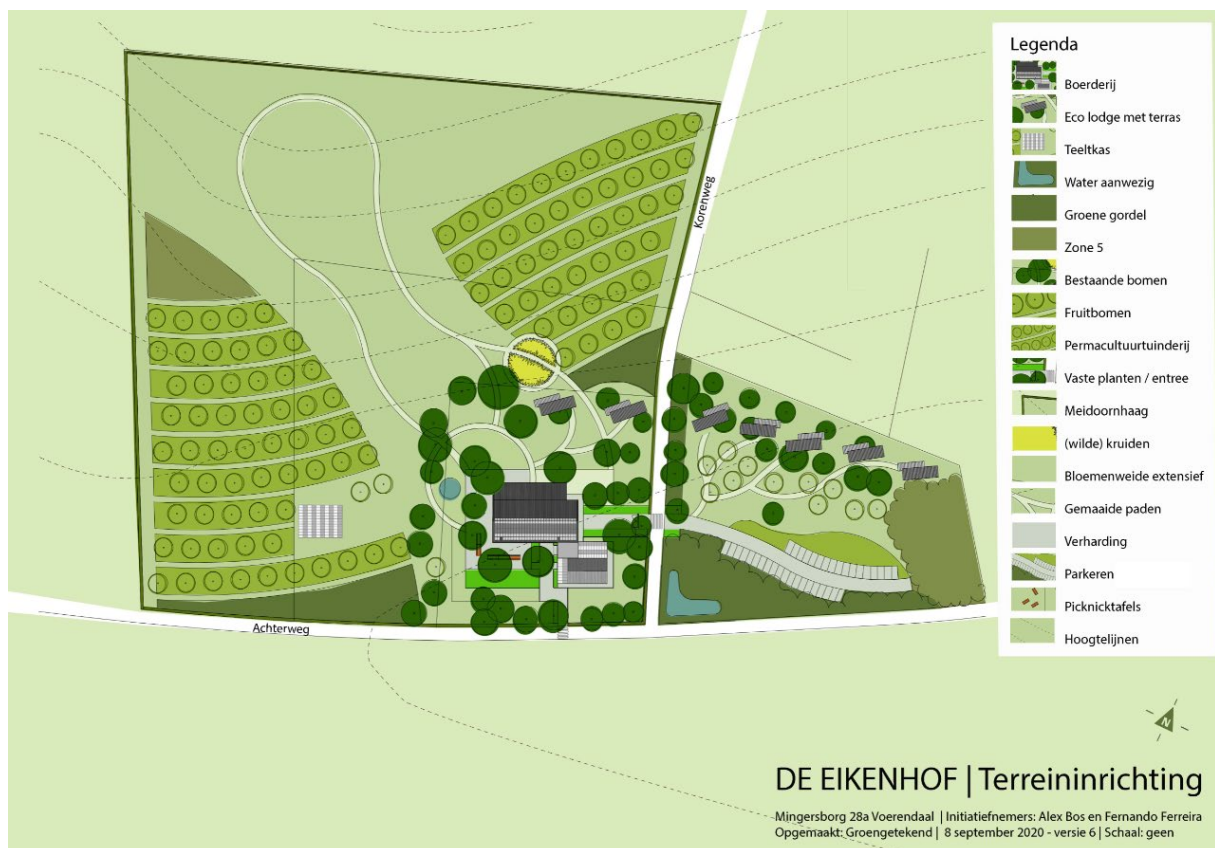 Legenda
Boerderij
Eco lodge met terras
Teeltkas
Water aanwezig
Groene gordel
Zone 5
Bestaande bomen
Fruitbomen
Permacultuurtuinderij
Vaste planten / entree
Meidoornhaag
(wilde) kruiden
Bloemenweide extensief
Gemaaide paden
Verharding
Parkeren
Picknicktafels
Hoogtelijnen
Korenweg
Achterweg
N
DE EIKENHOF | Terreininrichting
Mingersborg 28a Voerendaal | Initiatiefnemers: Alex Bos en Fernando Ferreira
Opgemaakt: Groengetekend | 8 september 2020 - versie 6 | Schaal: geen